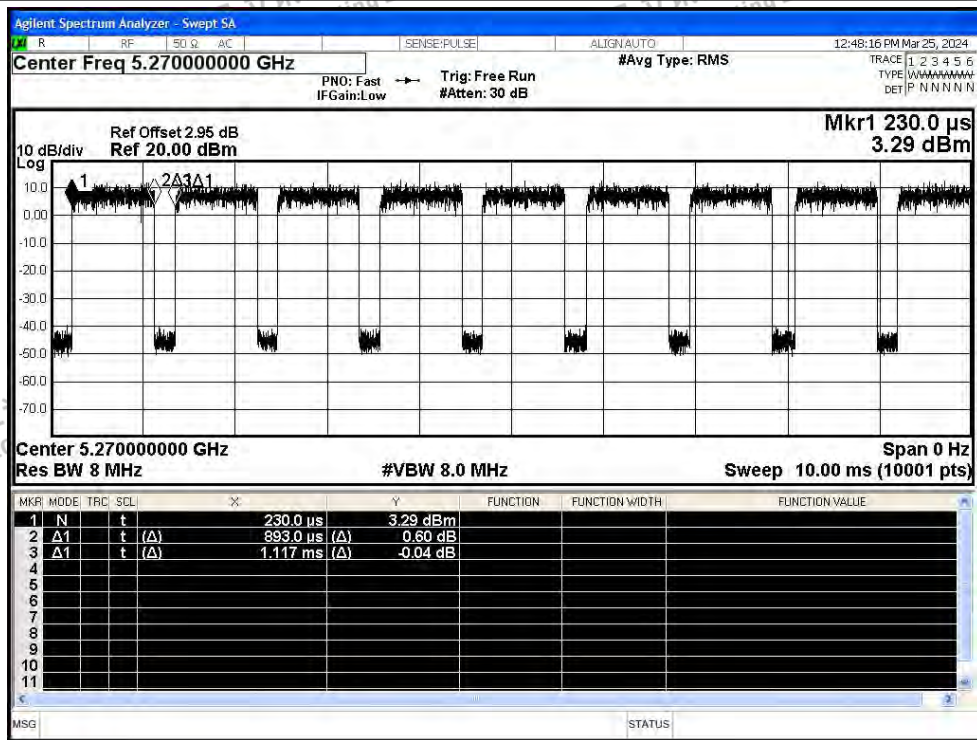 Agilent Spectrum Analyzer - Swept SA
R RF 50 Ω AC SENSE:PULSE ALIGN AUTO 12:48:16 PM Mar 25, 2024
Center Freq 5.270000000 GHz #Avg Type: RMS TRACE 1 2 3 4 5 6
PNO: Fast Trig: Free Run TYPE WWWWWW
IFGain:Low #Atten: 30 dB DET P N N N N N
Mkr1 230.0 µs
Ref Offset 2.95 dB
10 dB/div Ref 20.00 dBm 3.29 dBm
Log
1 2Δ3Δ1
10.0
0.00
-10.0
-20.0
-30.0
-40.0
-50.0
-60.0
-70.0
Center 5.270000000 GHz Span 0 Hz
Res BW 8 MHz #VBW 8.0 MHz Sweep 10.00 ms (10001 pts)
MKR MODE TRC SCL X Y FUNCTION FUNCTION WIDTH FUNCTION VALUE
1 N t 230.0 µs 3.29 dBm
2 Δ1 t (Δ) 893.0 µs (Δ) 0.60 dB
3 Δ1 t (Δ) 1.117 ms (Δ) -0.04 dB
4
5
6
7
8
9
10
11
MSG STATUS